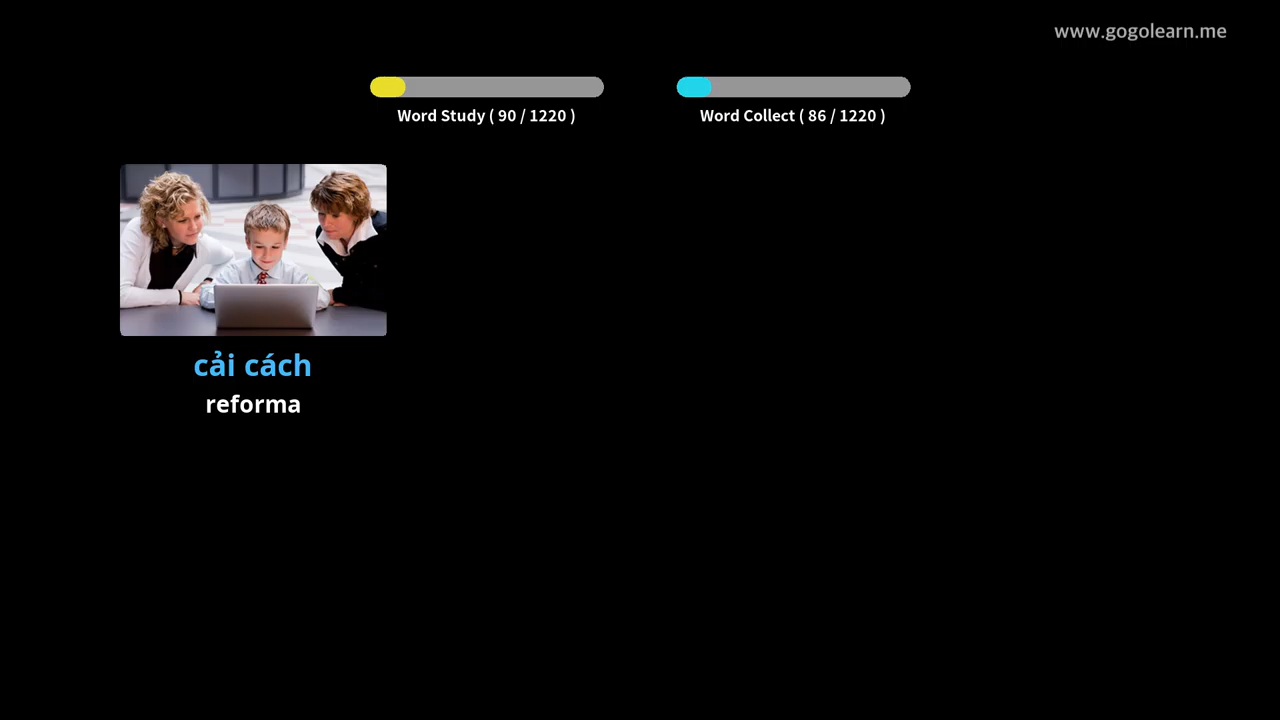 www.gogolearn.me
Word Study ( 90 / 1220 )
Word Collect ( 86 / 1220 )
cải cách
reforma